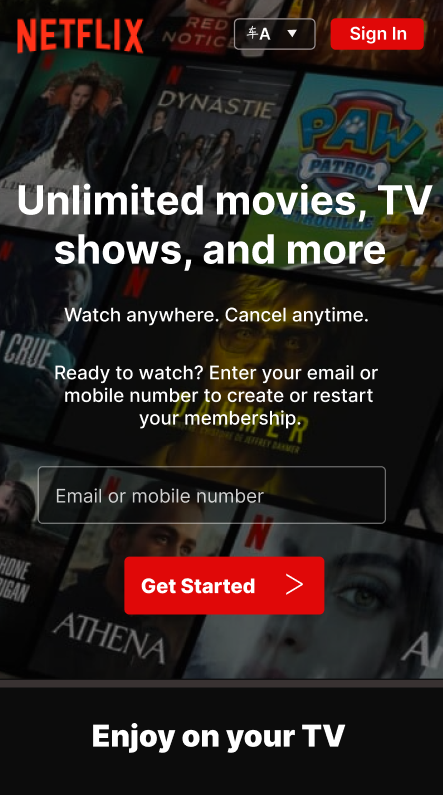 NETFLIX
A
Sign In
RED
NOTICE
DYNASTIE
PAW
PATROL
Unlimited movies, TV
shows, and more
Watch anywhere. Cancel anytime.
CRUE
Ready to watch? Enter your email or
mobile number to create or restart
your membership.
DAHMER
Email or mobile number
N
Get Started
ATHENA
Enjoy on your TV